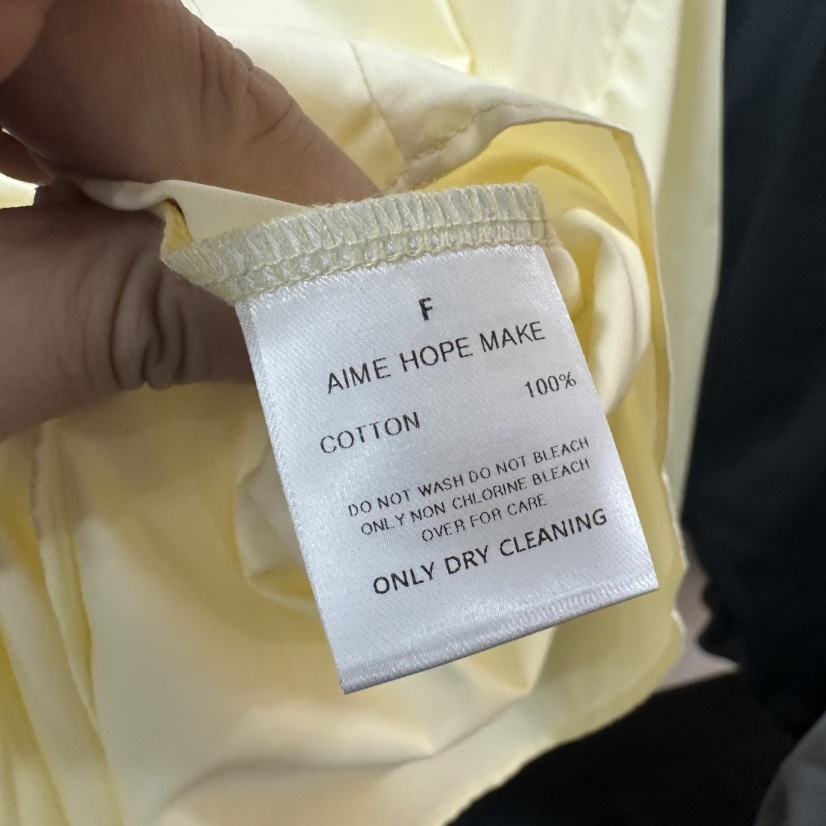 F
AIME HOPE MAKE
100%
COTTON
DO NOT WASH DO NOT BLEACH
ONLY NON CHLORINE BLEACH
OVER FOR CARE
ONLY DRY CLEANING